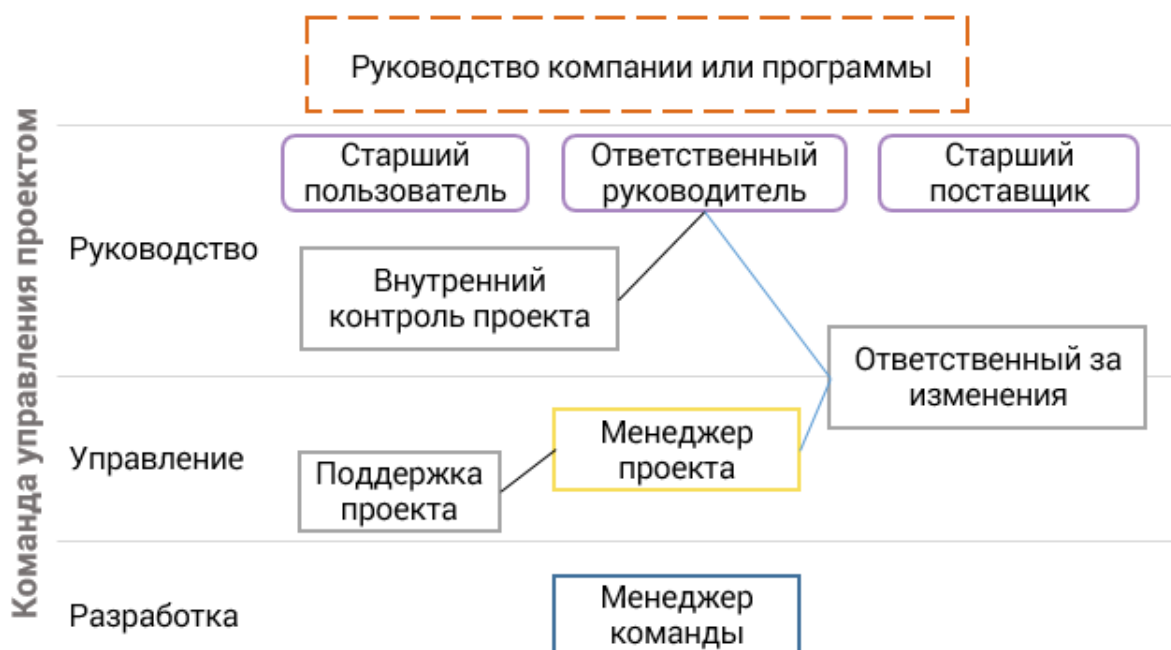 Руководство компании или программы
Команда управления проектом
Старший
пользователь
Ответственный
руководитель
Старший
поставщик
Руководство
Внутренний
контроль проекта
Ответственный за
изменения
Управление
Менеджер
проекта
Поддержка
проекта
Разработка
Менеджер
команды